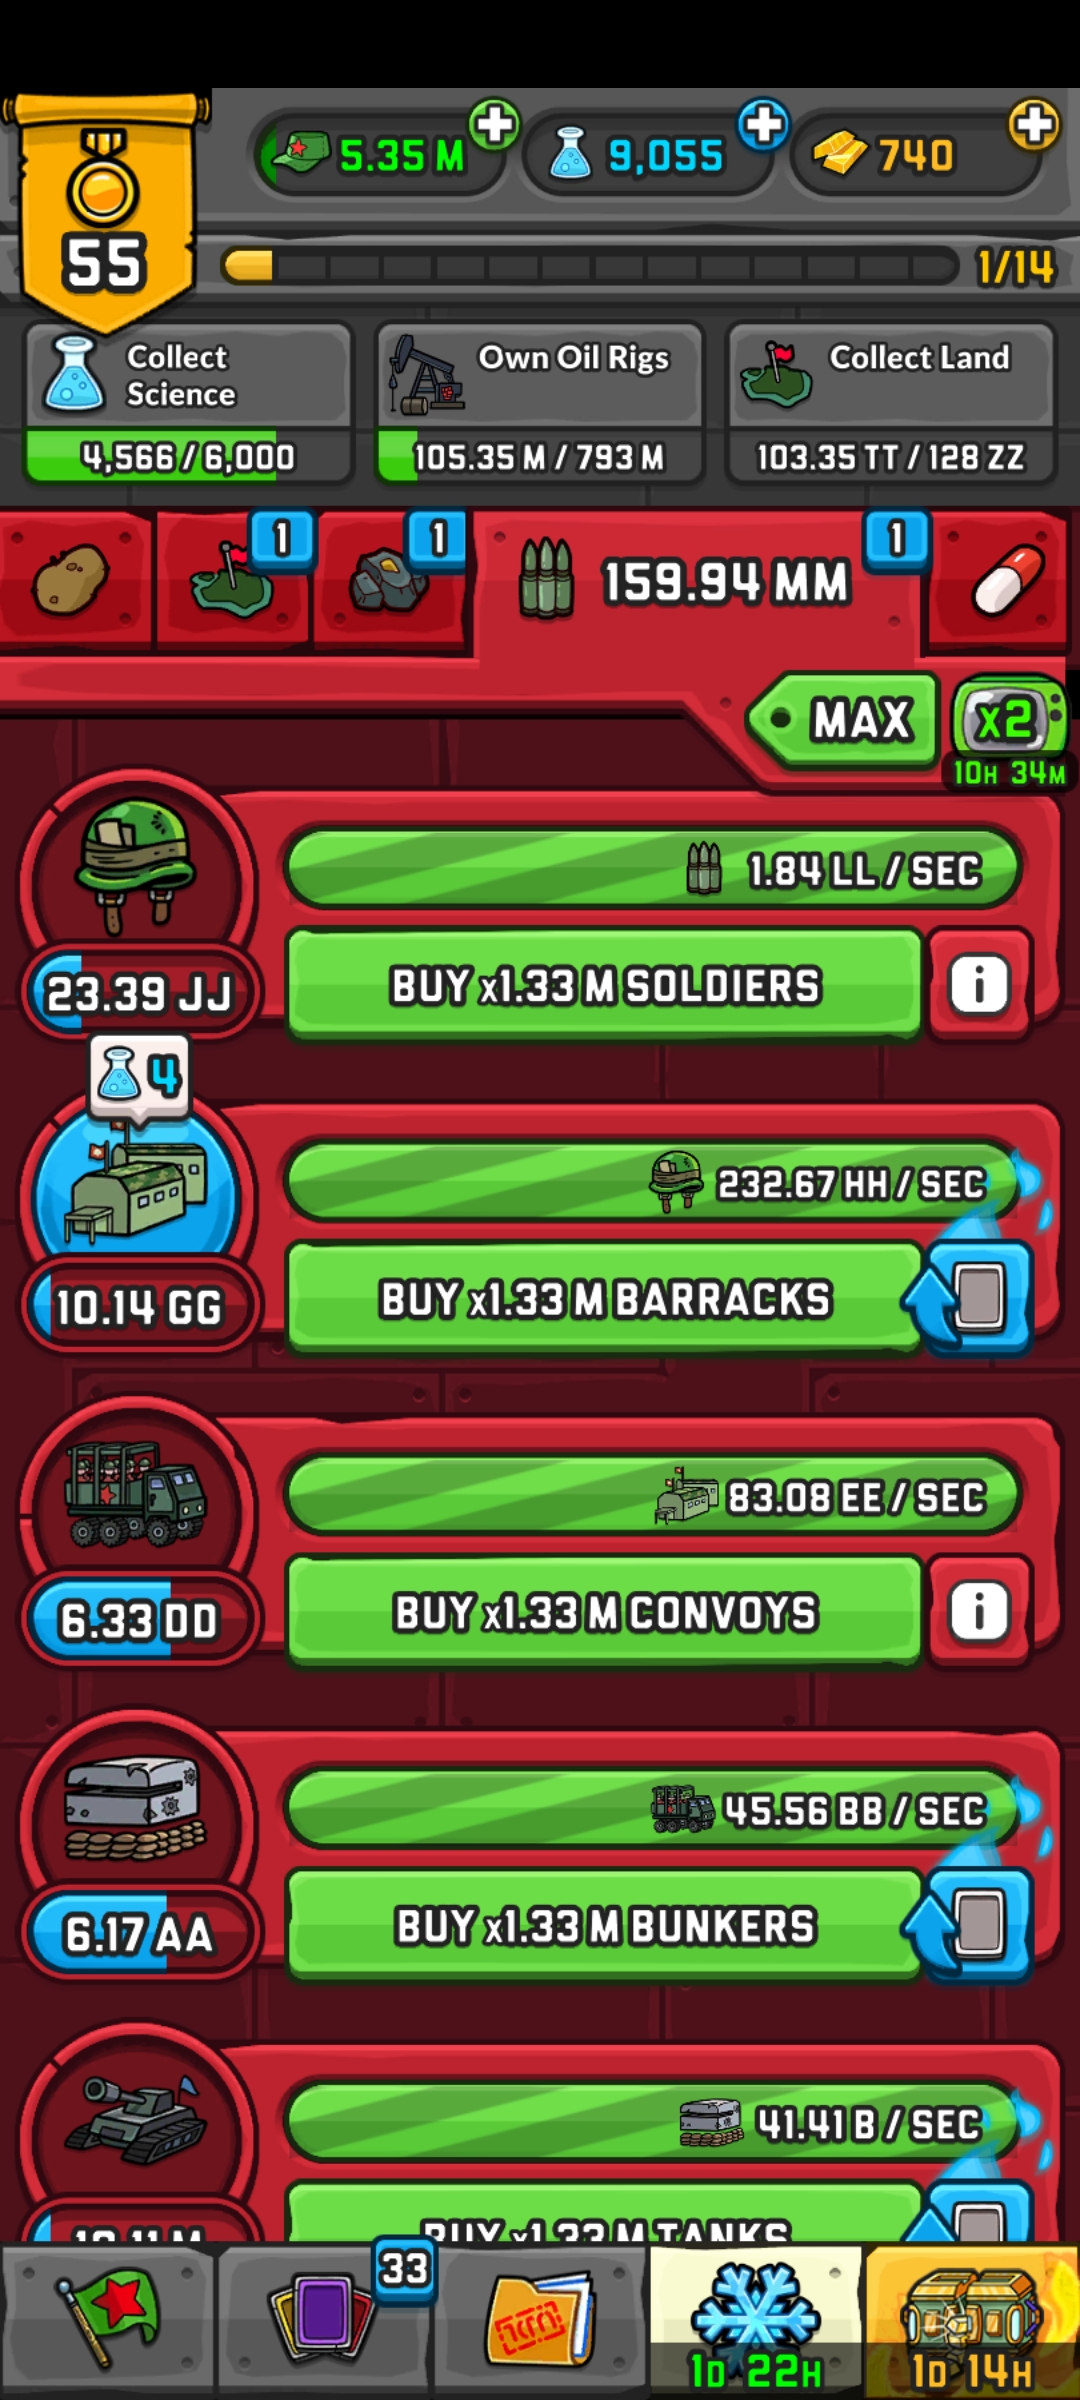 5.35 M
9,055
740
55
1/14
Collect
Science
4,566 / 6,000
Own Oil Rigs
105.35 M / 793 M
Collect Land
103.35 TT / 128 ZZ
1
1
159.94 MM
1
MAX
x2
10H 34M
1.84 LL / SEC
23.39 JJ
BUY x1.33 M SOLDIERS
i
4
232.67 HH / SEC
10.14 GG
BUY x1.33 M BARRACKS
83.08 EE / SEC
6.33 DD
BUY x1.33 M CONVOYS
i
45.56 BB / SEC
6.17 AA
BUY x1.33 M BUNKERS
41.41 B / SEC
BUY x1.33 M TANKS
33
1D 22H
1D 14H